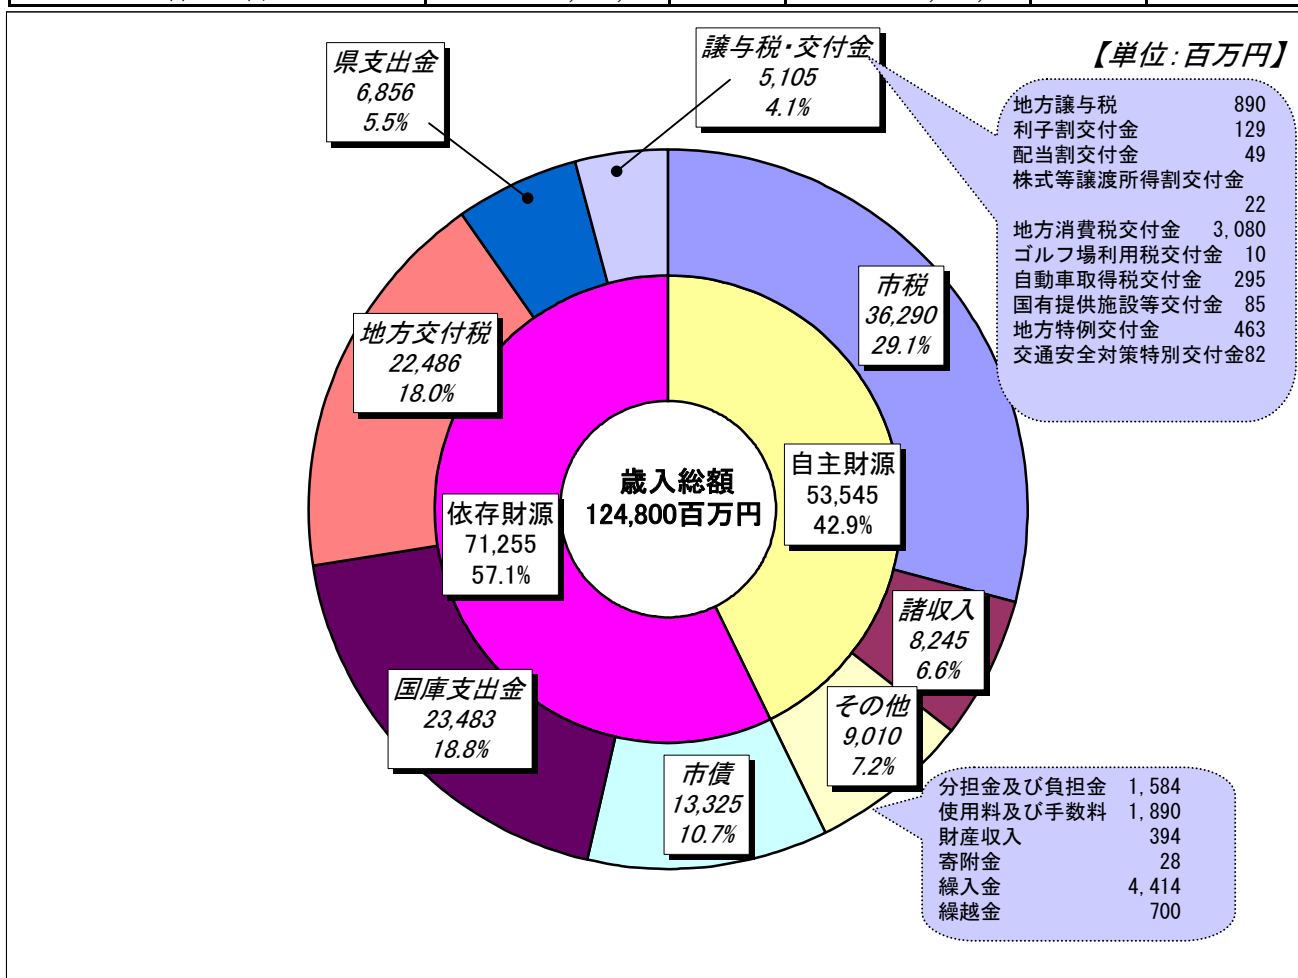 【単位:百万円】
県支出金
6,856
5.5%
譲与税・交付金
5,105
4.1%
地方譲与税 890
利子割交付金 129
配当割交付金 49
株式等譲渡所得割交付金
22
地方消費税交付金 3,080
ゴルフ場利用税交付金 10
自動車取得税交付金 295
国有提供施設等交付金 85
地方特例交付金 463
交通安全対策特別交付金82
市税
36,290
29.1%
地方交付税
22,486
18.0%
自主財源
53,545
42.9%
歳入総額
124,800百万円
依存財源
71,255
57.1%
諸収入
8,245
6.6%
国庫支出金
23,483
18.8%
その他
9,010
7.2%
市債
13,325
10.7%
分担金及び負担金 1,584
使用料及び手数料 1,890
財産収入 394
寄附金 28
繰入金 4,414
繰越金 700